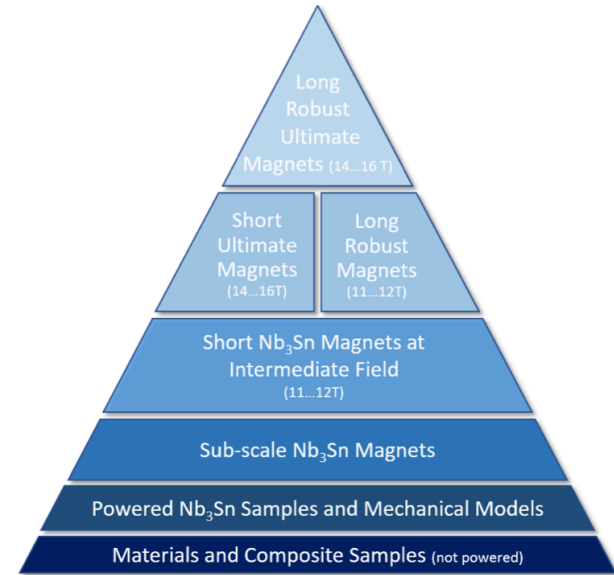 Long
Robust
Ultimate
Magnets (14...16 T)
Short
Ultimate
Magnets
(14...16T)
Long
Robust
Magnets
(11...12T)
Short Nb₃Sn Magnets at
Intermediate Field
(11...12T)
Sub-scale Nb₃Sn Magnets
Powered Nb₃Sn Samples and Mechanical Models
Materials and Composite Samples (not powered)